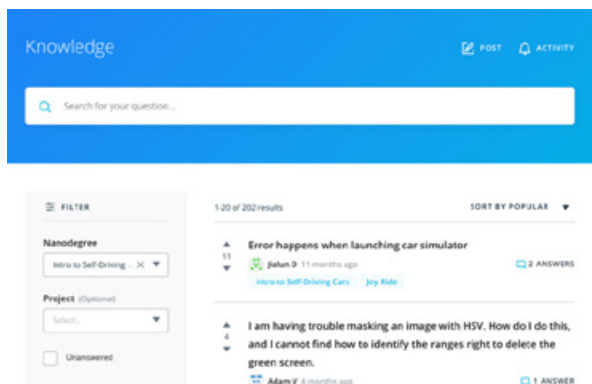 Knowledge
POST
ACTIVITY
Search for your question...
FILTER
1-20 of 202 results
SORT BY POPULAR
Nanodegree
Intro to Self-Driving ...
Project (Optional)
Select...
Unanswered
11
Error happens when launching car simulator
Jialun D 11 months ago
2 ANSWERS
Intro to Self-Driving Cars
Joy Ride
4
I am having trouble masking an image with HSV. How do I do this,
and I cannot find how to identify the ranges right to delete the
green screen.
Adam V 4 months ago
1 ANSWER